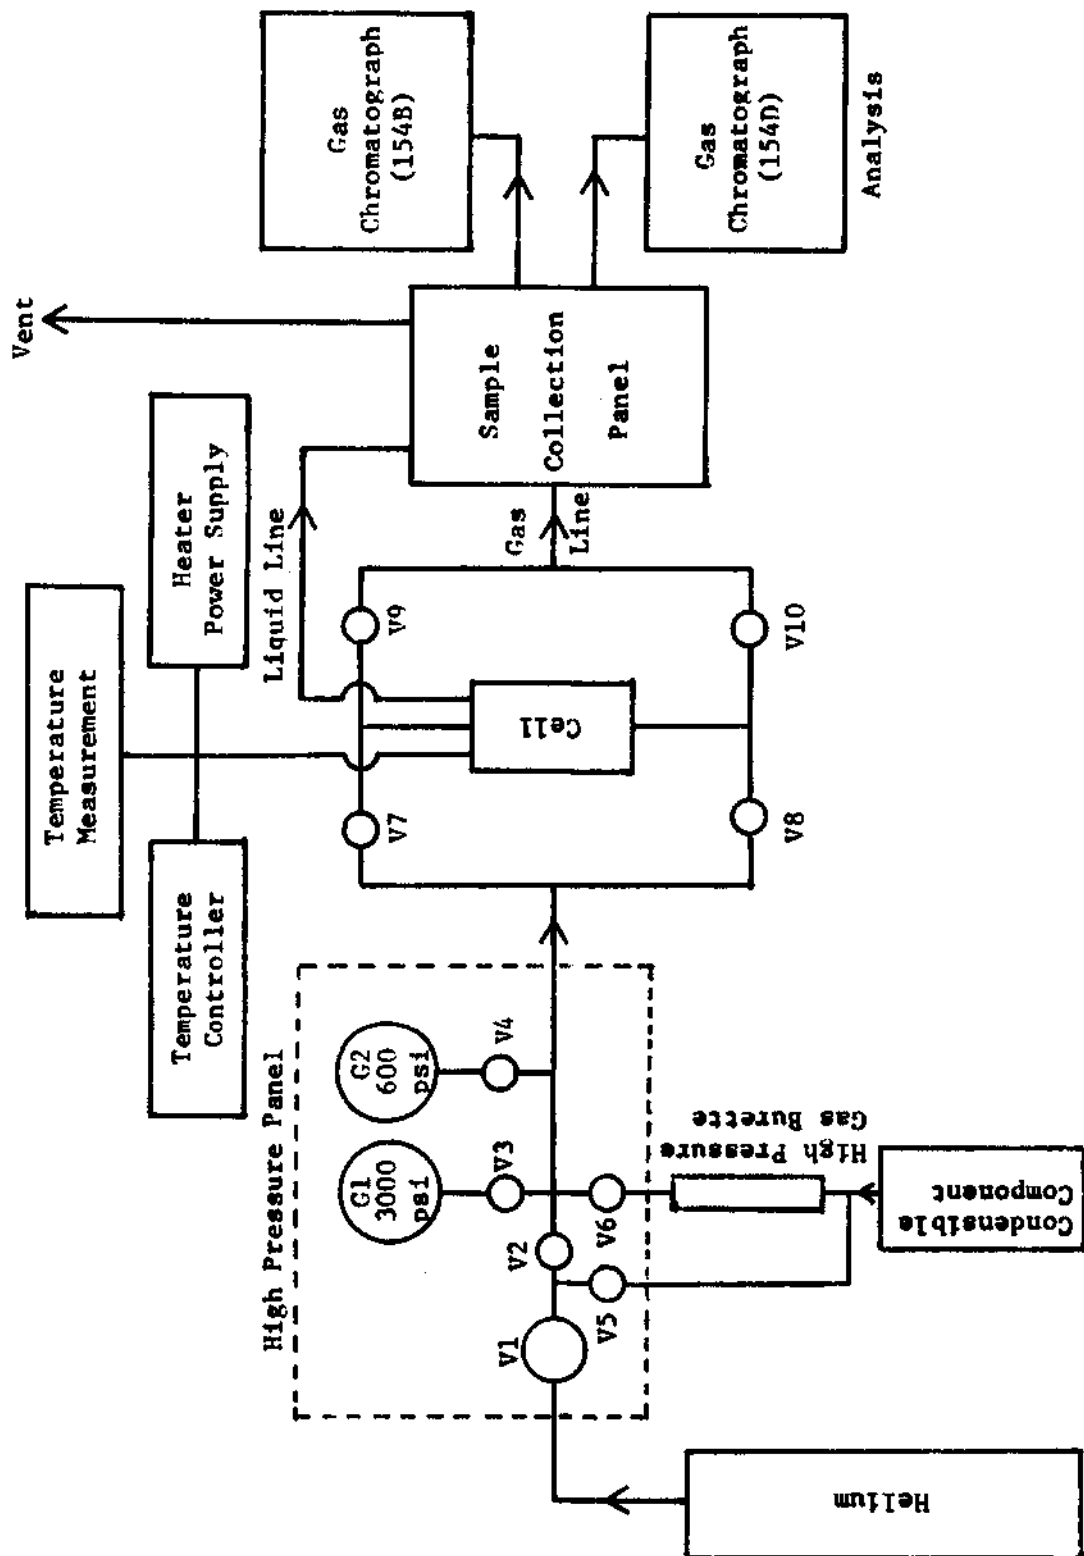 Vent
Gas
Chromatograph
(154B)
Gas
Chromatograph
(154D)
Analysis
Sample
Collection
Panel
Heater
Power Supply
Temperature
Measurement
Temperature
Controller
Liquid Line
Gas
Line
V9
V10
Cell
V7
V8
High Pressure Panel
G2
600
psi
V4
G1
3000
psi
V3
V2
V6
V1
V5
High Pressure
Gas Burette
Condensible
Component
Helium